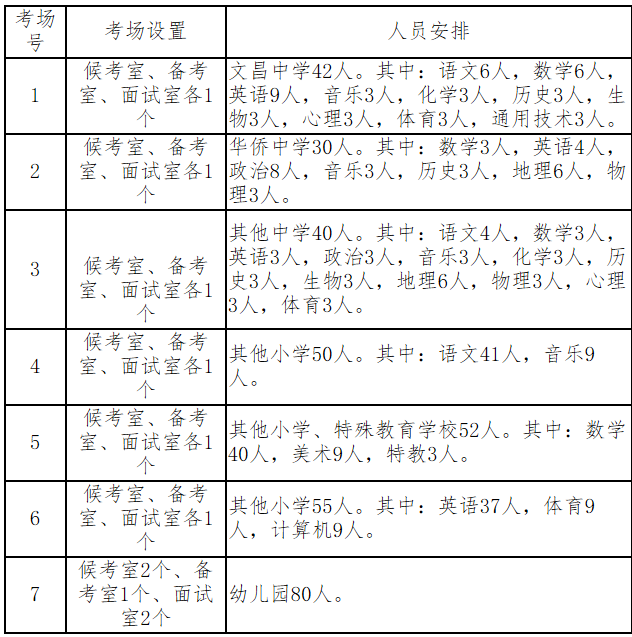 考场号 考场设置 人员安排
1
候考室、备考
室、面试室各1
个
文昌中学42人。其中：语文6人，数学6人，
英语9人，音乐3人，化学3人，历史3人，生
物3人，心理3人，体育3人，通用技术3人。
2
候考室、备考
室、面试室各1
个
华侨中学30人。其中：数学3人，英语4人，
政治8人，音乐3人，历史3人，地理6人，物
理3人。
3
候考室、备考
室、面试室各1
个
其他中学40人。其中：语文4人，数学3人，
英语3人，政治3人，音乐3人，化学3人，历
史3人，生物3人，地理6人，物理3人，心理
3人，体育3人。
4
候考室、备考
室、面试室各1
个
其他小学50人。其中：语文41人，音乐9
人。
5
候考室、备考
室、面试室各1
个
其他小学、特殊教育学校52人。其中：数学
40人，美术9人，特教3人。
6
候考室、备考
室、面试室各1
个
其他小学55人。其中：英语37人，体育9
人，计算机9人。
7
候考室2个、备
考室1个、面试
室2个
幼儿园80人。